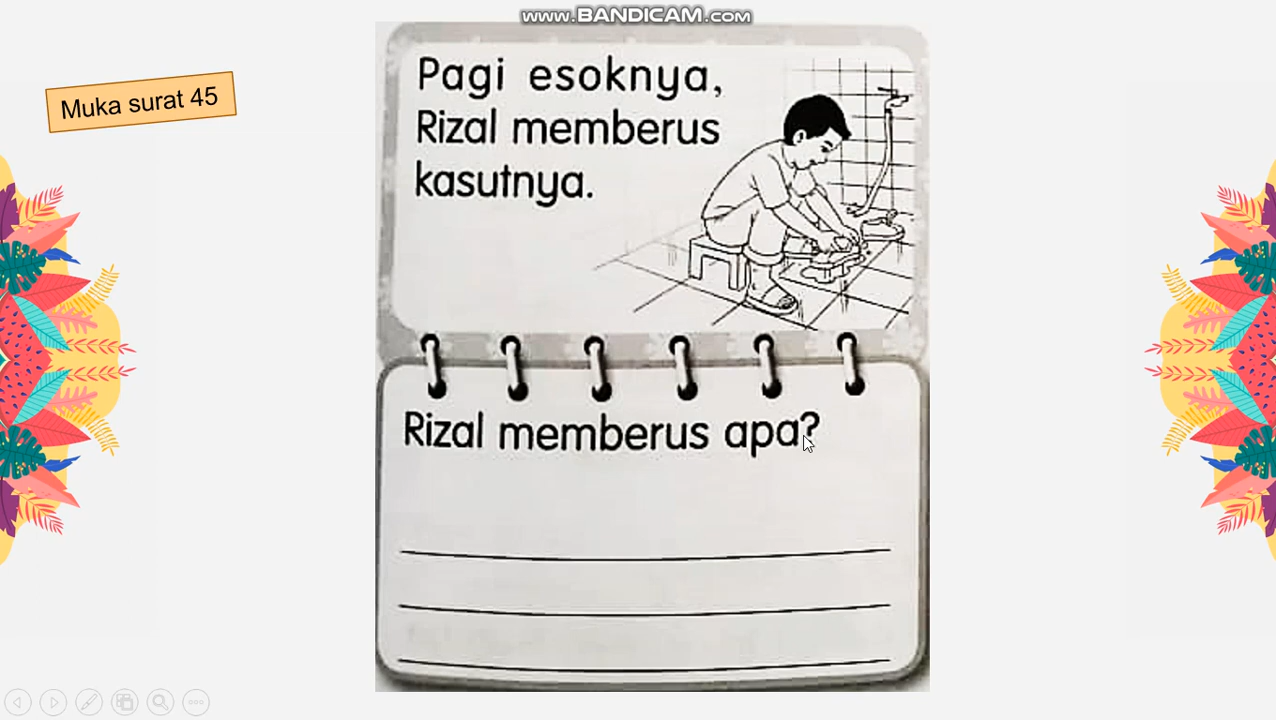 www.BANDICAM.com
Muka surat 45
Pagi esoknya,
Rizal memberus
kasutnya.
Rizal memberus apa?